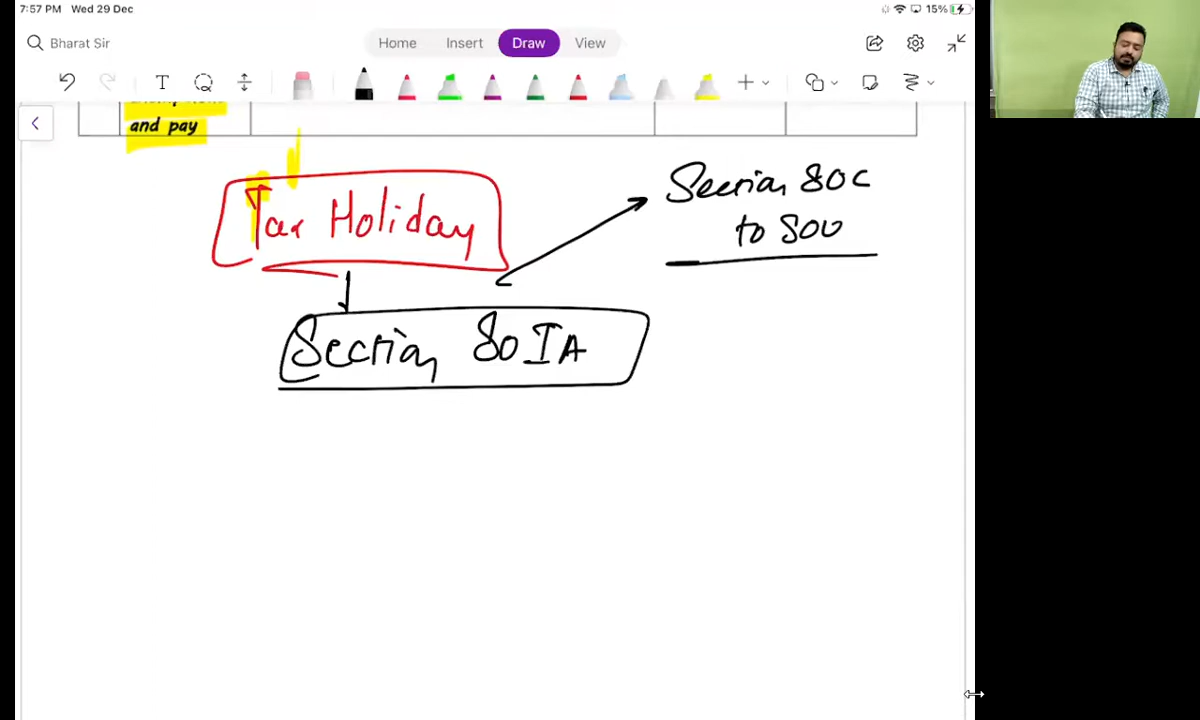 7:57 PM Wed 29 Dec
15%
Bharat Sir
Home Insert Draw View
and pay
Tax Holiday
Section 80C
to 80U
Section 80IA